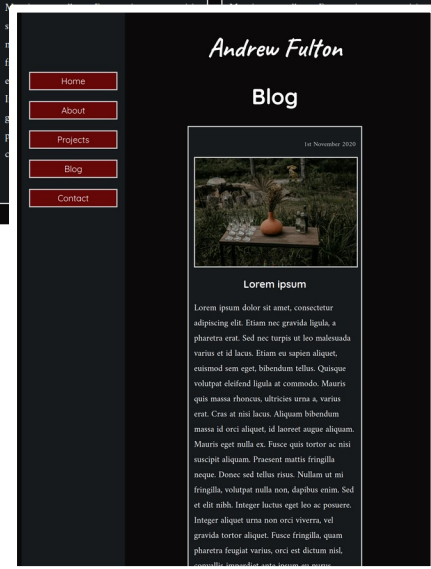 Andrew Fulton
Home
About
Projects
Blog
Contact
Blog
1st November 2020
Lorem ipsum
Lorem ipsum dolor sit amet, consectetur
adipiscing elit. Etiam nec gravida ligula, a
pharetra erat. Sed nec turpis ut leo malesuada
varius et id lacus. Etiam eu sapien aliquet,
euismod sem eget, bibendum tellus. Quisque
volutpat eleifend ligula at commodo. Mauris
quis massa rhoncus, ultricies urna a, varius
erat. Cras at nisi lacus. Aliquam bibendum
massa id orci aliquet, id laoreet augue aliquam.
Mauris eget nulla ex. Fusce quis tortor ac nisi
suscipit aliquam. Praesent mattis fringilla
neque. Donec sed tellus risus. Nullam ut mi
fringilla, volutpat nulla non, dapibus enim. Sed
et elit nibh. Integer luctus eget leo ac posuere.
Integer aliquet urna non orci viverra, vel
gravida tortor aliquet. Fusce fringilla, quam
pharetra feugiat varius, orci est dictum nisl,